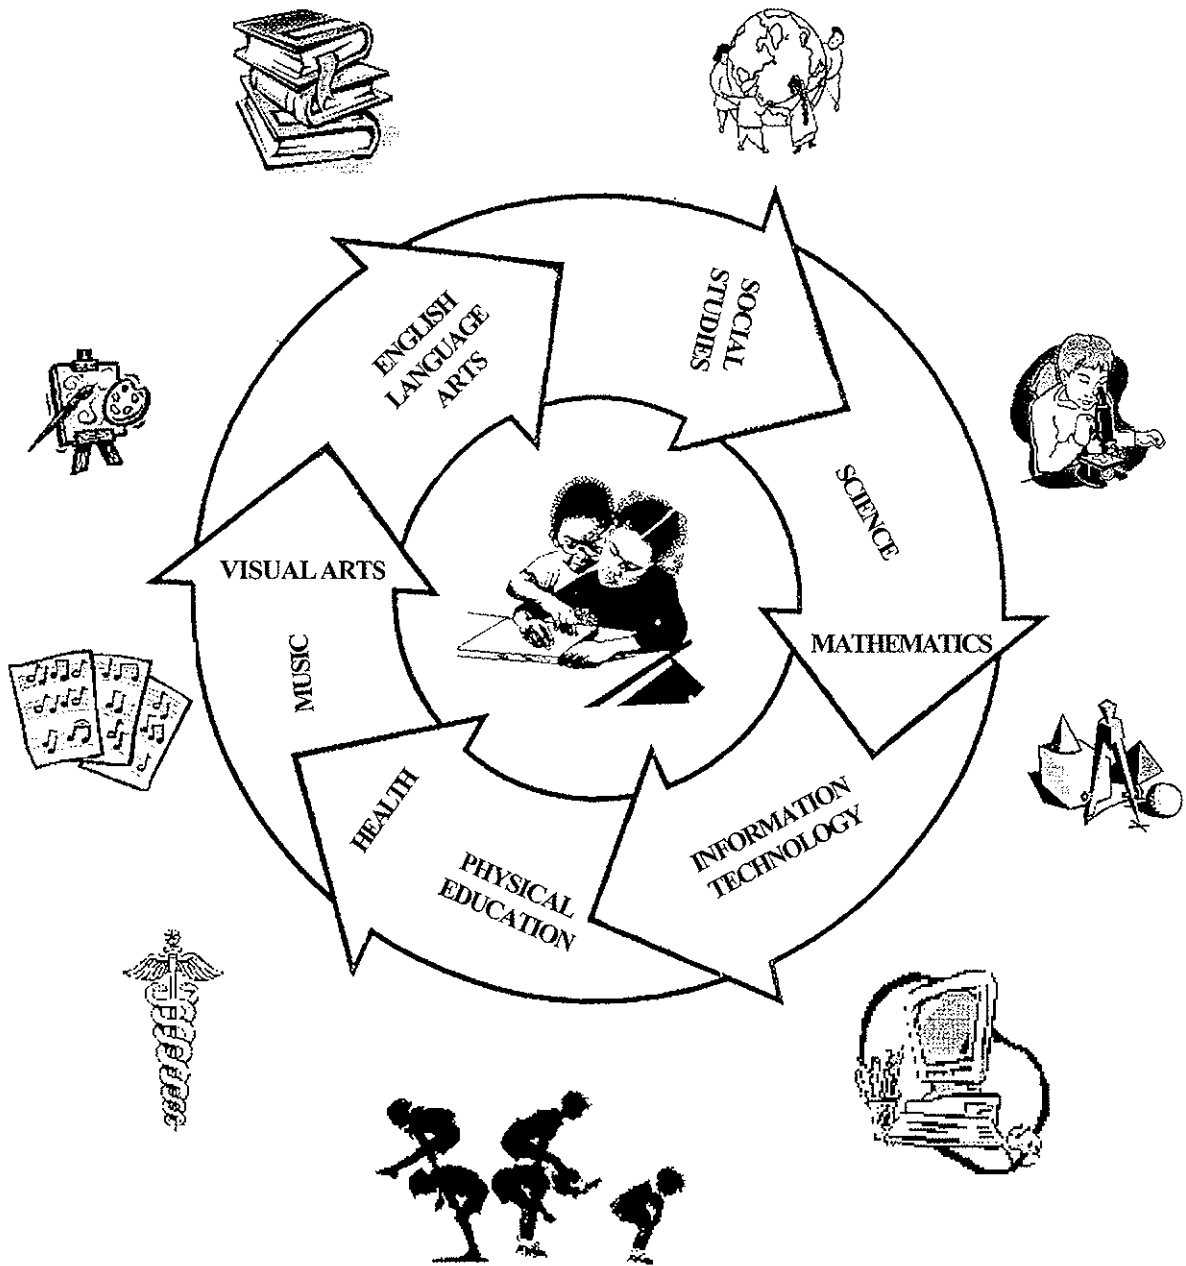 ENGLISH
LANGUAGE
ARTS
SOCIAL
STUDIES
SCIENCE
MATHEMATICS
INFORMATION
TECHNOLOGY
PHYSICAL
EDUCATION
HEALTH
MUSIC
VISUAL ARTS